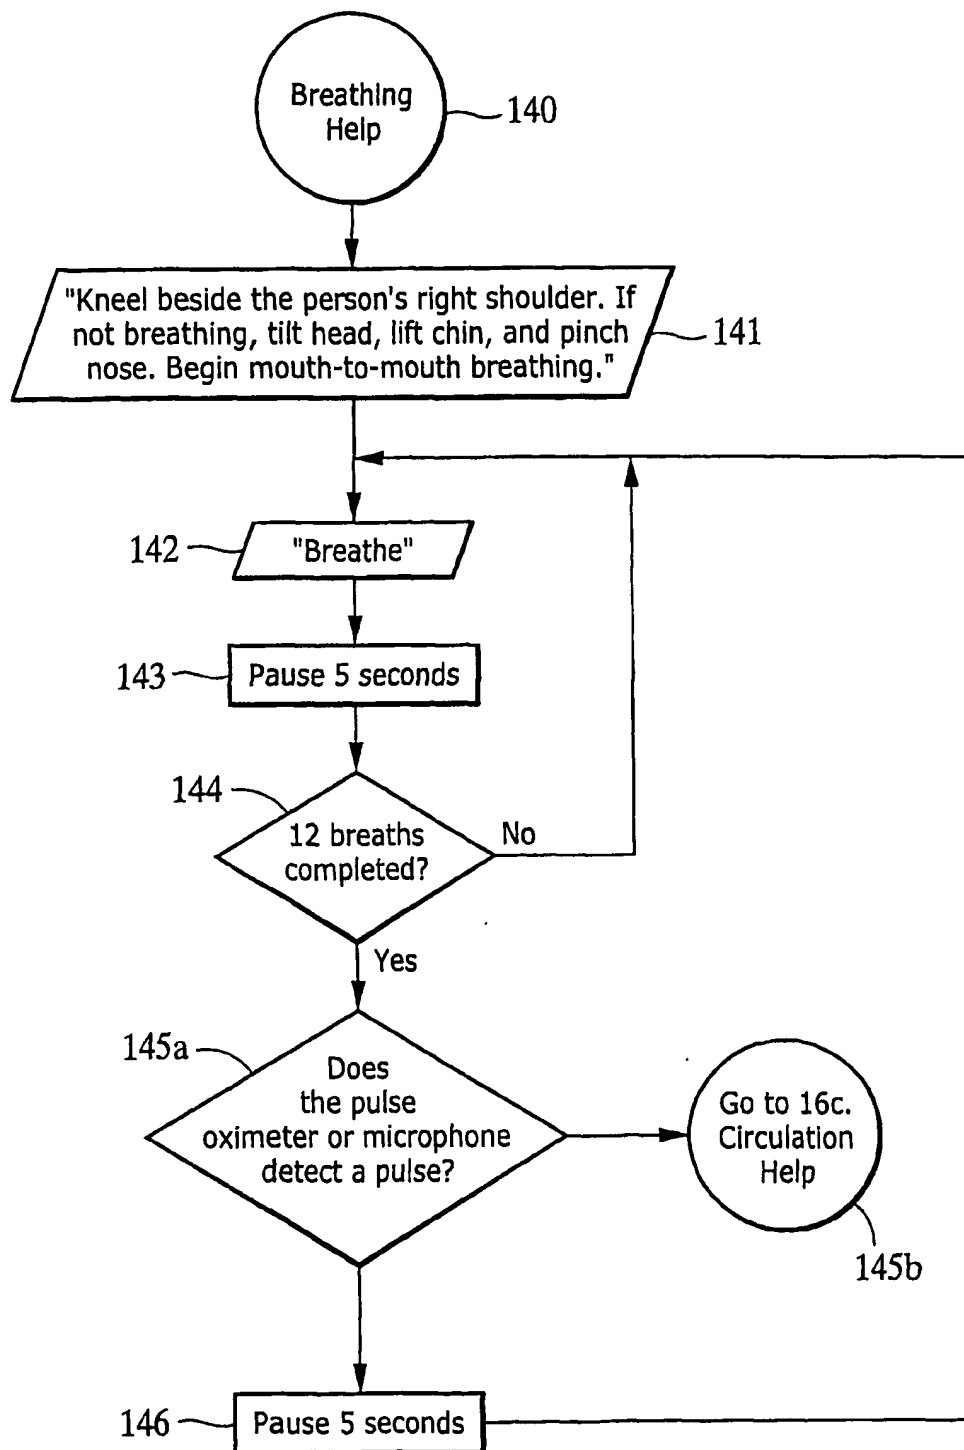 Breathing
Help
140
"Kneel beside the person's right shoulder. If
not breathing, tilt head, lift chin, and pinch
nose. Begin mouth-to-mouth breathing."
141
142
"Breathe"
143
Pause 5 seconds
144
12 breaths
completed?
No
Yes
145a
Does
the pulse
oximeter or microphone
detect a pulse?
Go to 16c.
Circulation
Help
145b
146
Pause 5 seconds